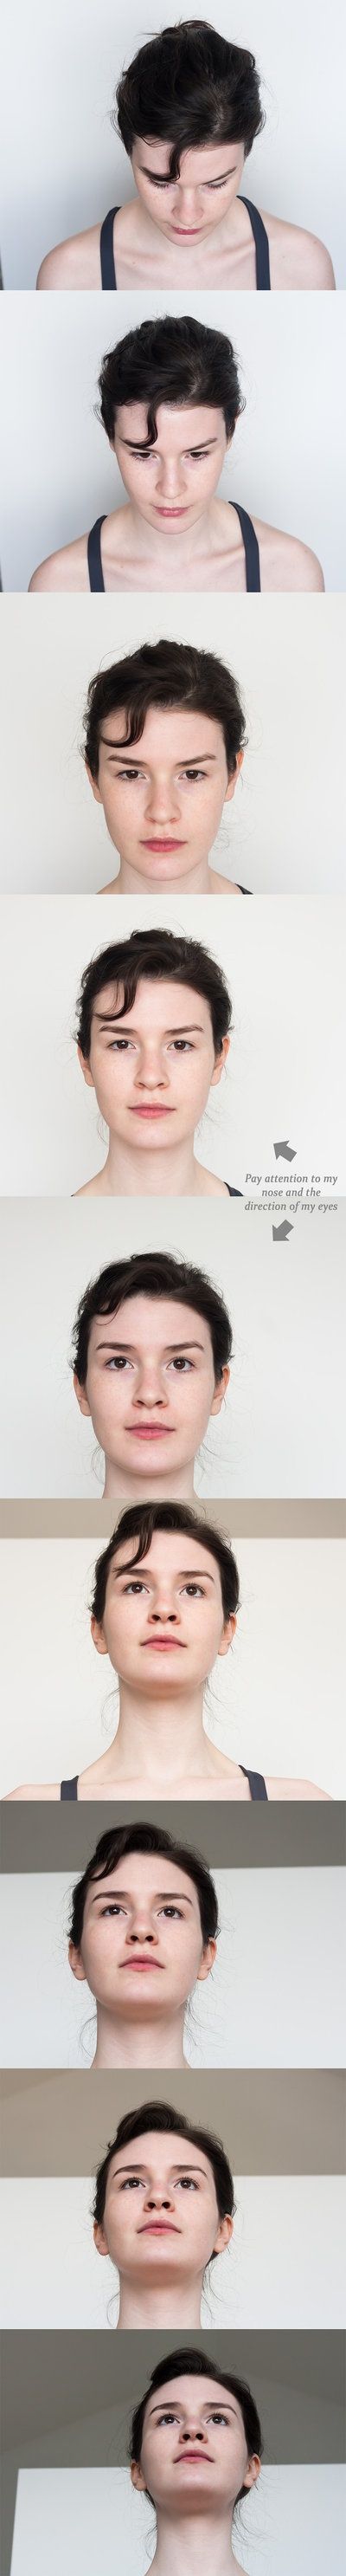 Pay attention to my
nose and the
direction of my eyes